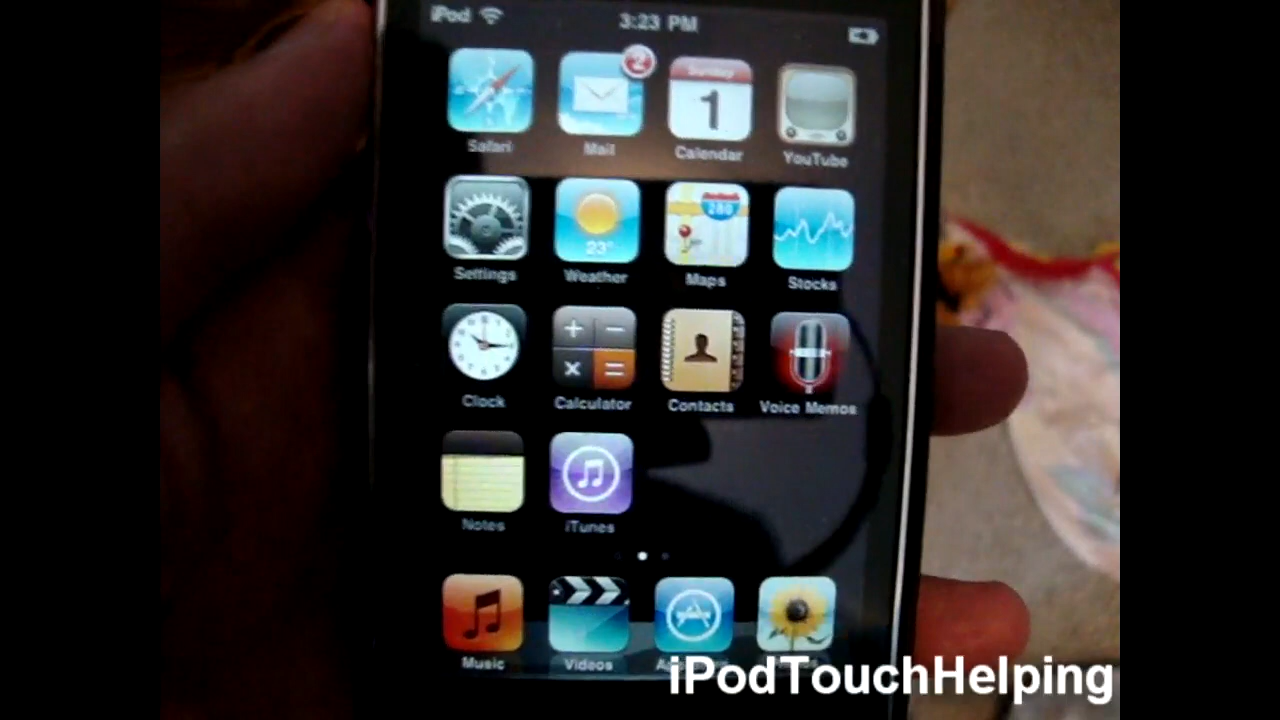 iPod 3:23 PM
2
Sunday
1
Safari Mail Calendar YouTube
23° 280
Settings Weather Maps Stocks
Clock Calculator Contacts Voice Memos
Notes iTunes
Music Videos
iPodTouchHelping